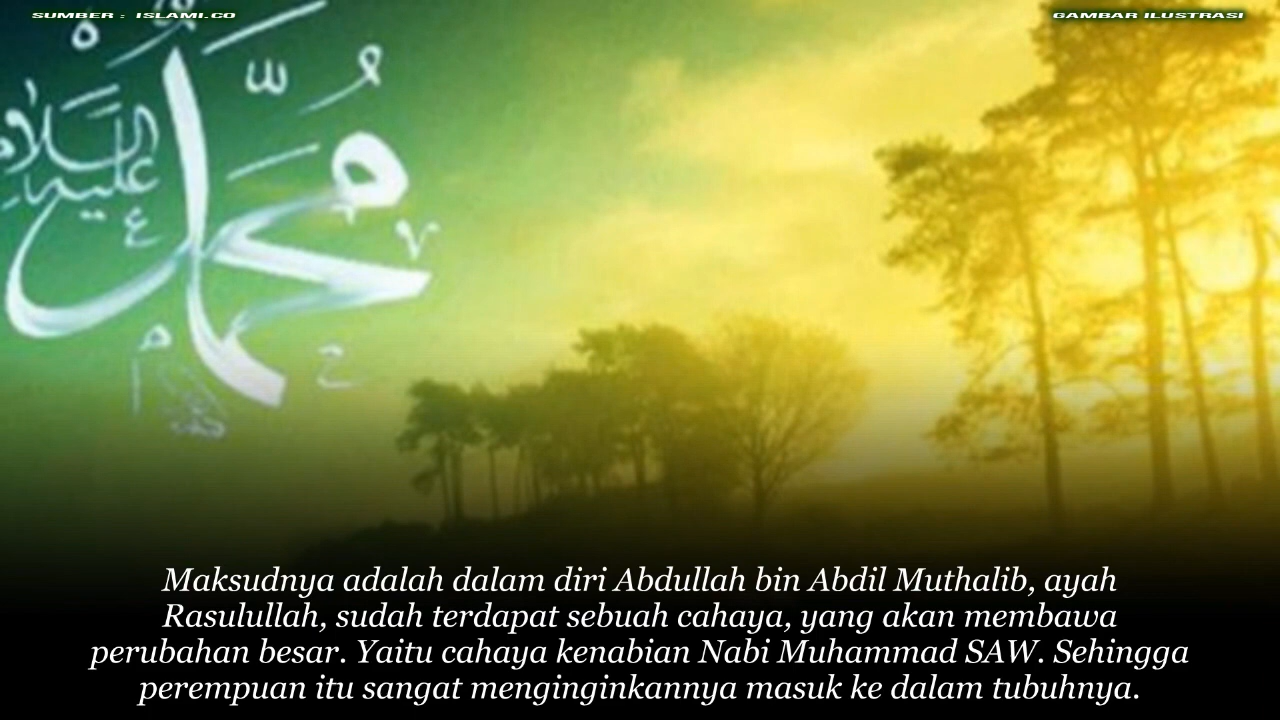 SUMBER : ISLAMI.CO
GAMBAR ILUSTRASI
محمد
عليه السلام
Maksudnya adalah dalam diri Abdullah bin Abdil Muthalib, ayah
Rasulullah, sudah terdapat sebuah cahaya, yang akan membawa
perubahan besar. Yaitu cahaya kenabian Nabi Muhammad SAW. Sehingga
perempuan itu sangat menginginkannya masuk ke dalam tubuhnya.